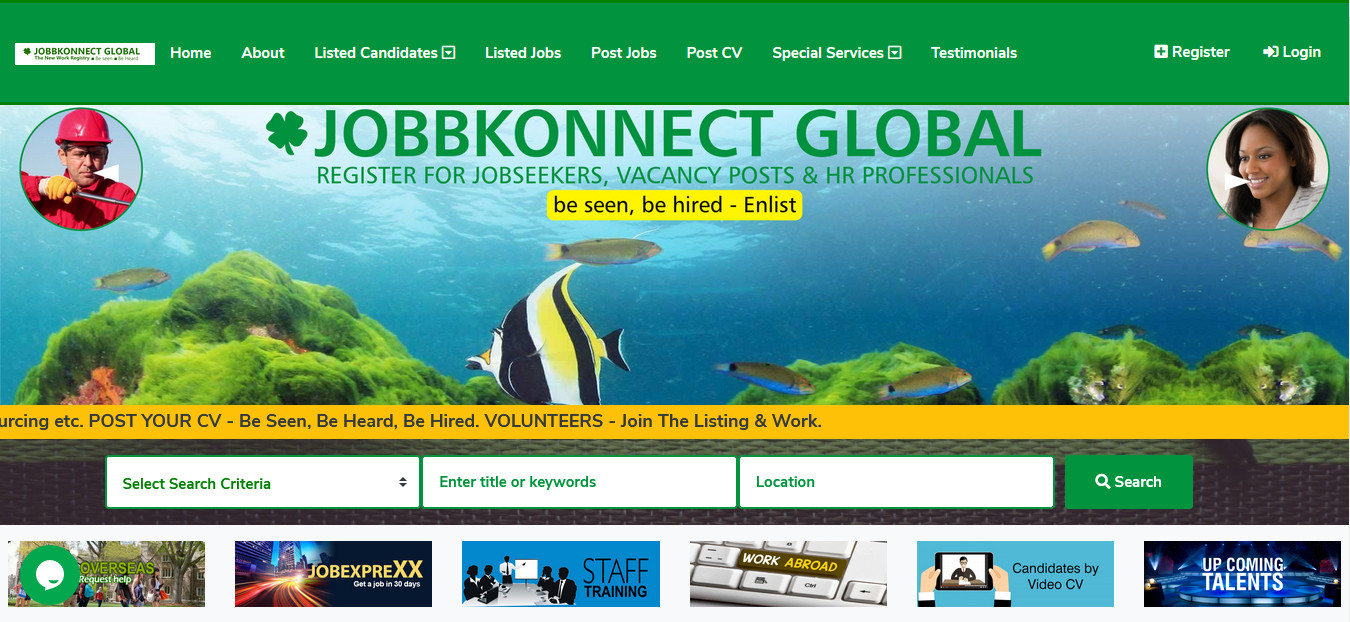 JOBBKONNECT GLOBAL
The New Work Registry ■ Be seen ■ Be Heard
Home
About
Listed Candidates
Listed Jobs
Post Jobs
Post CV
Special Services
Testimonials
Register
Login
JOBBKONNECT GLOBAL
REGISTER FOR JOBSEEKERS, VACANCY POSTS & HR PROFESSIONALS
be seen, be hired - Enlist
urcing etc. POST YOUR CV - Be Seen, Be Heard, Be Hired. VOLUNTEERS - Join The Listing & Work.
Select Search Criteria
Enter title or keywords
Location
Search
OVERSEAS
Request help
JOBEXPREXX
Get a job in 30 days
STAFF
TRAINING
WORK ABROAD
Ctrl
Candidates by
Video CV
UP COMING
TALENTS